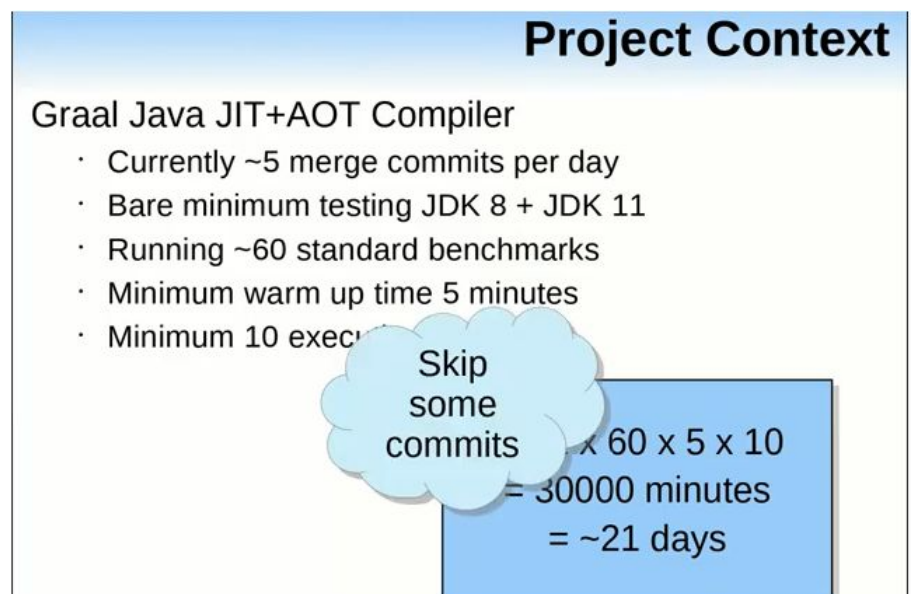 Project Context
Graal Java JIT+AOT Compiler
· Currently ~5 merge commits per day
· Bare minimum testing JDK 8 + JDK 11
· Running ~60 standard benchmarks
· Minimum warm up time 5 minutes
· Minimum 10
Skip
some
commits
x 60 x 5 x 10
= 30000 minutes
= ~21 days